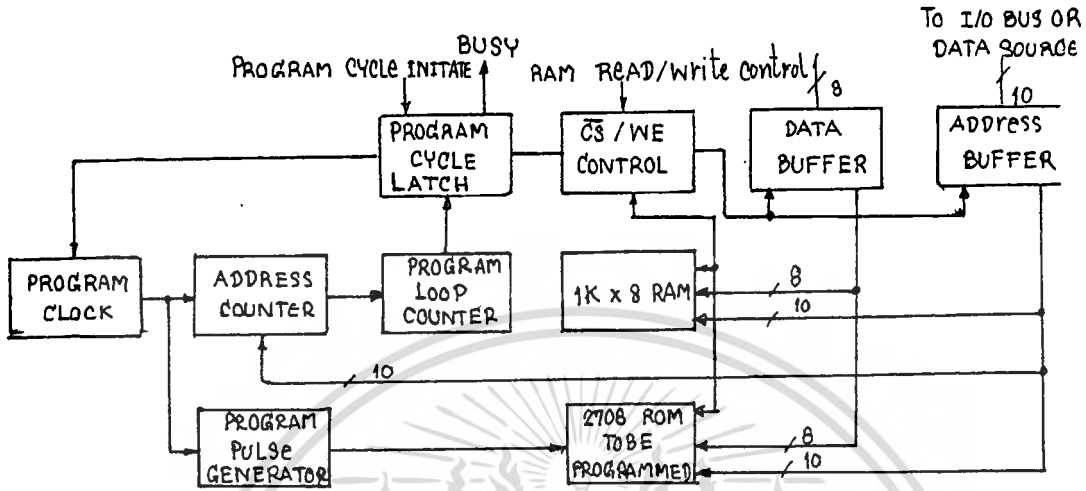 TO I/O BUS OR
DATA SOURCE
BUSY
PROGRAM CYCLE INITATE
RAM READ/Write control
8
10
PROGRAM
CYCLE
LATCH
CS / WE
CONTROL
DATA
BUFFER
ADDRESS
BUFFER
PROGRAM
CLOCK
ADDRESS
COUNTER
PROGRAM
LOOP
COUNTER
1K x 8 RAM
8
10
10
PROGRAM
PULSE
GENERATOR
2708 ROM
TO BE
PROGRAMMED
8
10